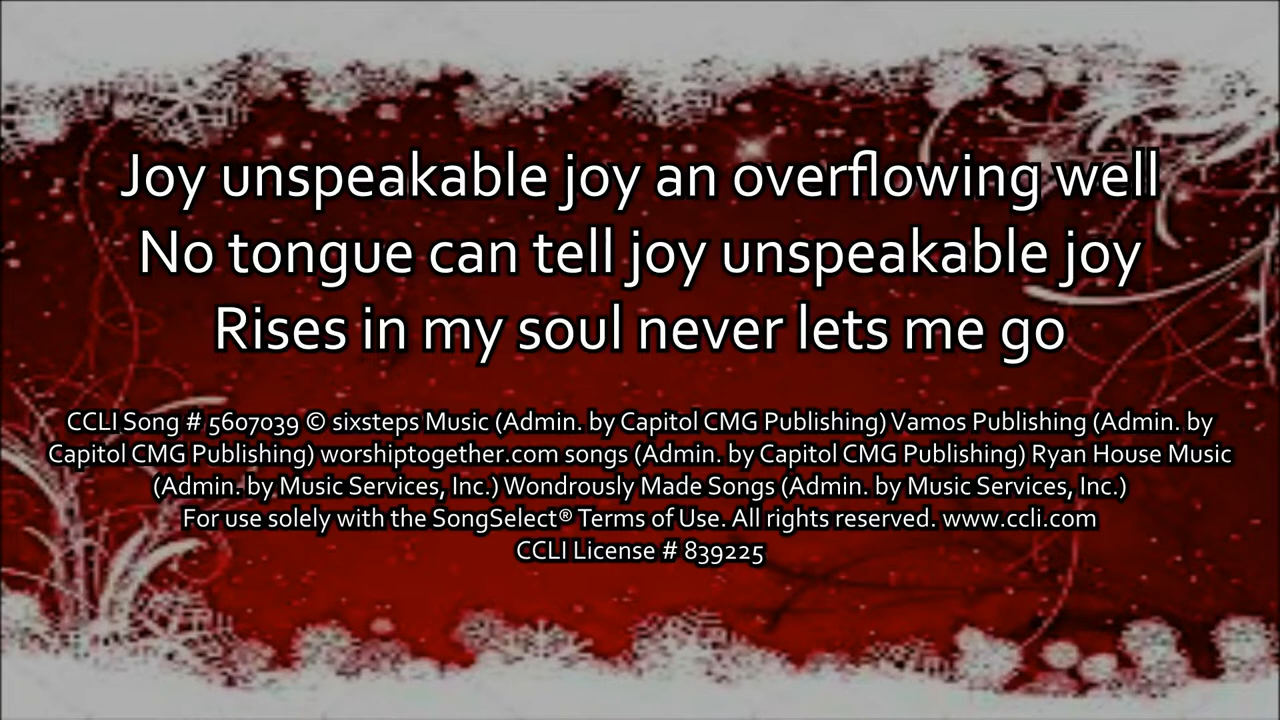 Joy unspeakable joy an overflowing well
No tongue can tell joy unspeakable joy
Rises in my soul never lets me go
CCLI Song # 5607039 © sixsteps Music (Admin. by Capitol CMG Publishing) Vamos Publishing (Admin. by
Capitol CMG Publishing) worshiptogether.com songs (Admin. by Capitol CMG Publishing) Ryan House Music
(Admin. by Music Services, Inc.) Wondrously Made Songs (Admin. by Music Services, Inc.)
For use solely with the SongSelect® Terms of Use. All rights reserved. www.ccli.com
CCLI License # 839225